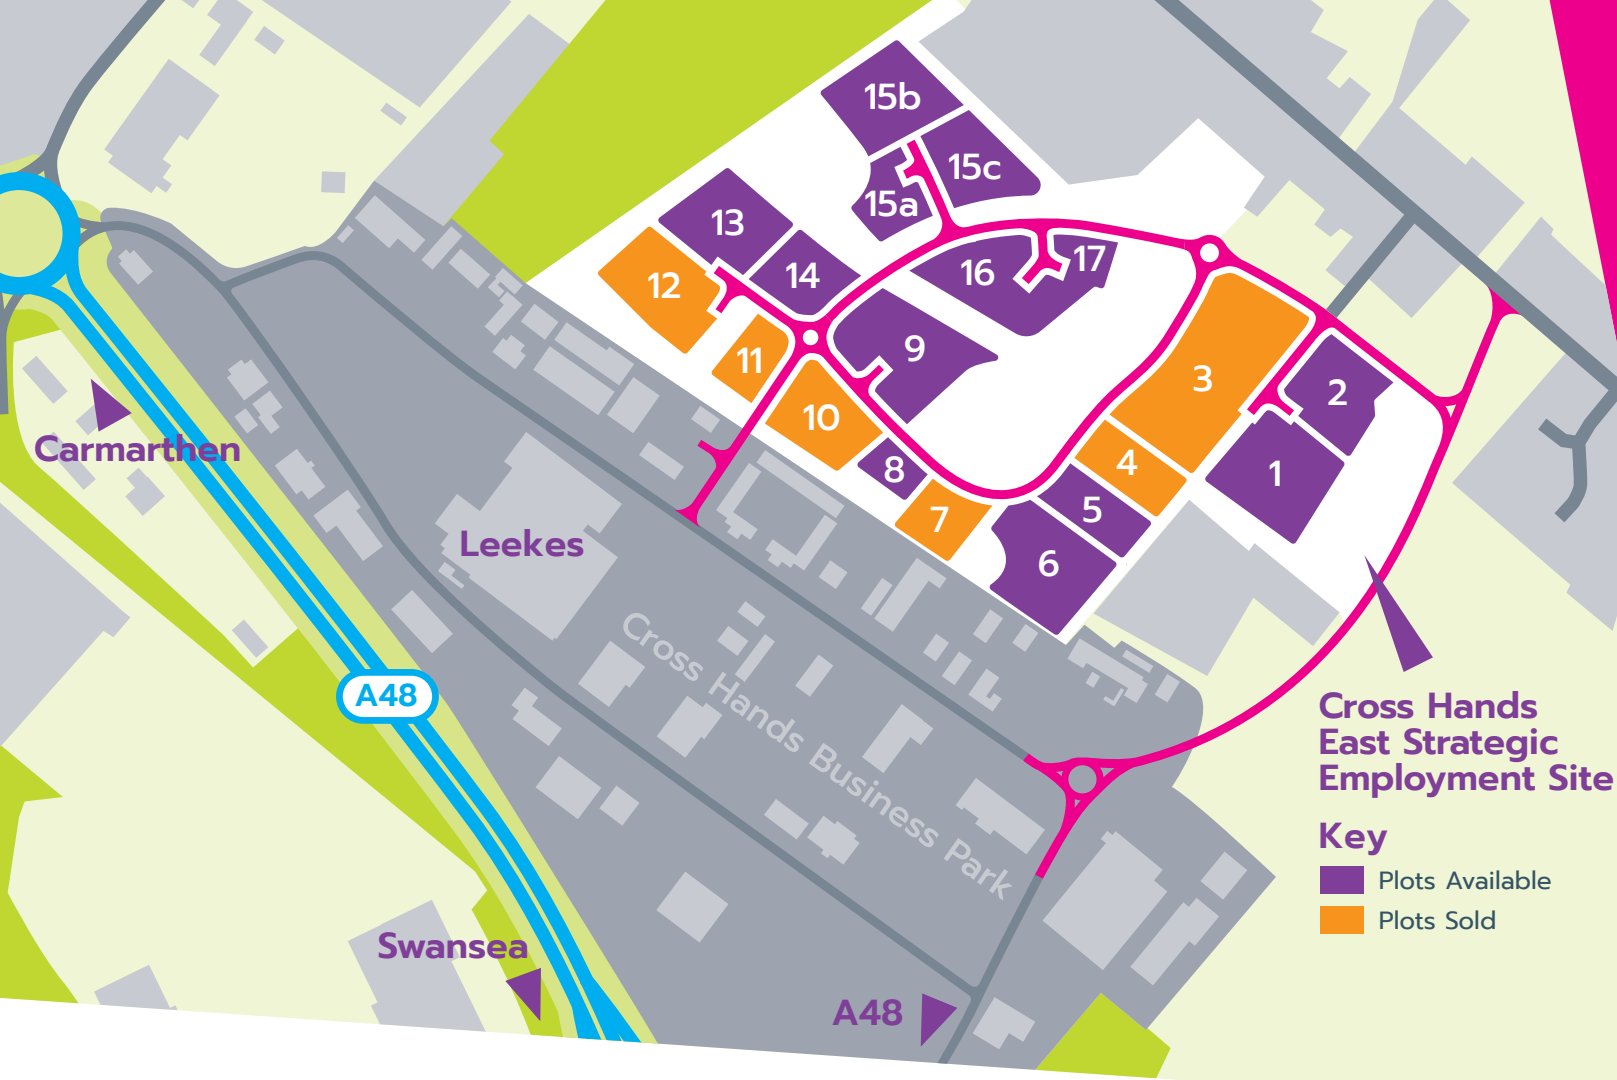 15b
15c
15a
13
14
12
11
10
9
16
17
3
2
1
4
5
6
7
8
Carmarthen
Leekes
A48
Cross Hands Business Park
Swansea
A48
Cross Hands
East Strategic
Employment Site
Key
Plots Available
Plots Sold